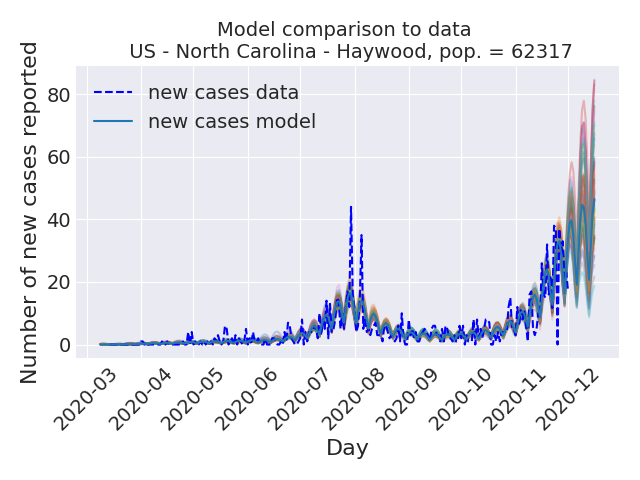 Model comparison to data
US - North Carolina - Haywood, pop. = 62317
Number of new cases reported
80
60
40
20
0
new cases data
new cases model
2020-03
2020-04
2020-05
2020-06
2020-07
2020-08
2020-09
2020-10
2020-11
2020-12
Day